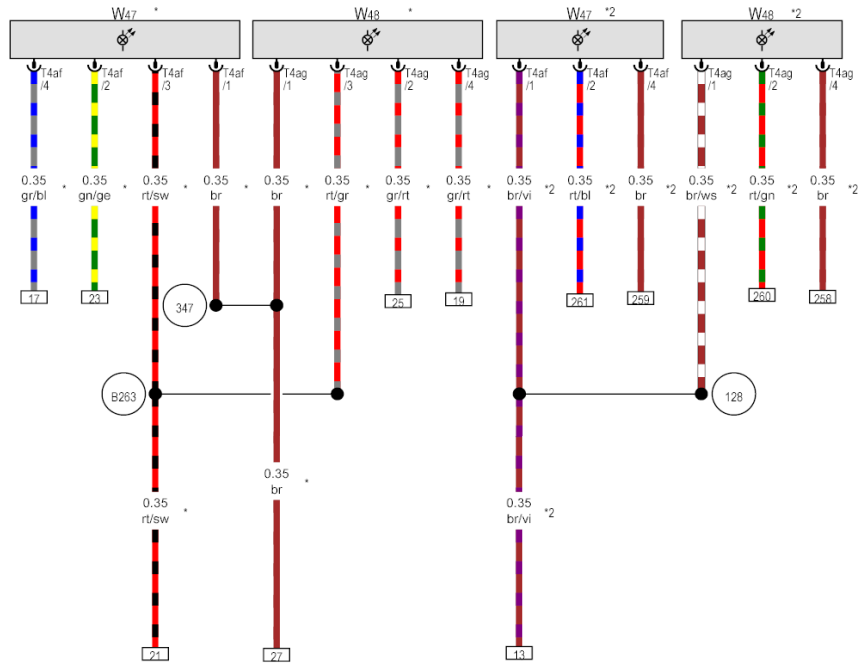 W47 * W48 * W47 *2 W48 *2
T4af T4af T4af T4af T4ag T4ag T4ag T4ag T4af T4af T4af T4ag T4ag T4ag
/4 /2 /3 /1 /1 /3 /2 /4 /1 /2 /4 /1 /2 /4
0.35 0.35 0.35 0.35 0.35 0.35 0.35 0.35 0.35 0.35 0.35 0.35 0.35 0.35
gr/bl * gn/ge * rt/sw * br * br * rt/gr * gr/rt * gr/rt * br/vi *2 rt/bl *2 br *2 br/ws *2 rt/gn *2 br *2
17 23 25 19 261 259 260 258
347
B263 128
0.35
br *
0.35 0.35
rt/sw * br/vi *2
21 27 13